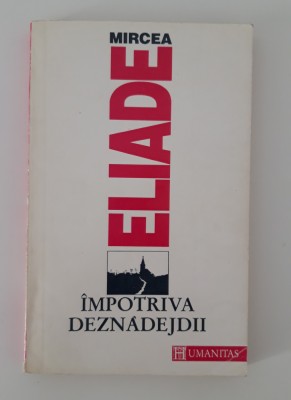 MIRCEA
ELIADE
ÎMPOTRIVA
DEZNĂDEJDII
HUMANITAS